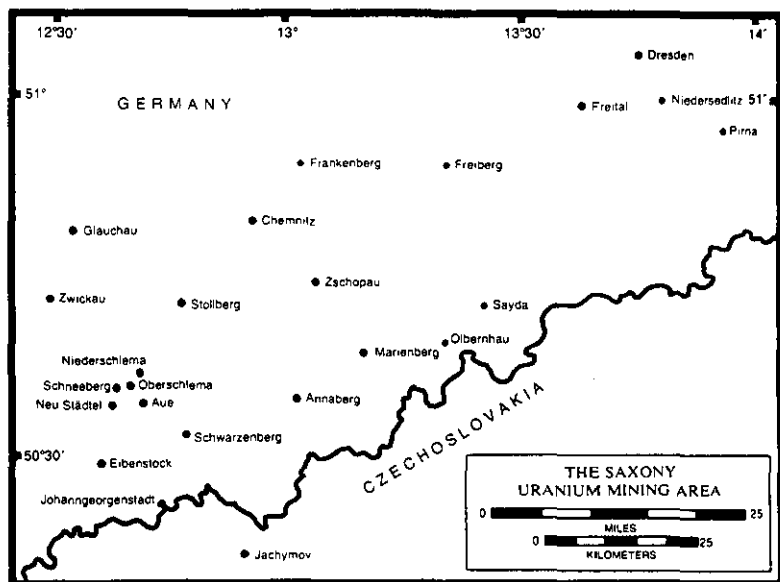 12°30' 13° 13°30' 14°
Dresden
51° GERMANY Freital Niedersedlitz 51°
Pirna
Frankenberg Freiberg
Chemnitz
Glauchau
Zschopau
Zwickau Stollberg Sayda
Olbernhau
Marienberg
Niederschlema
Schneeberg Oberschlema
Neu Städtel Aue Annaberg
CZECHOSLOVAKIA
Schwarzenberg
50°30'
Eibenstock
THE SAXONY
URANIUM MINING AREA
Johanngeorgenstadt
0 25
MILES
0 25
KILOMETERS
Jachymov